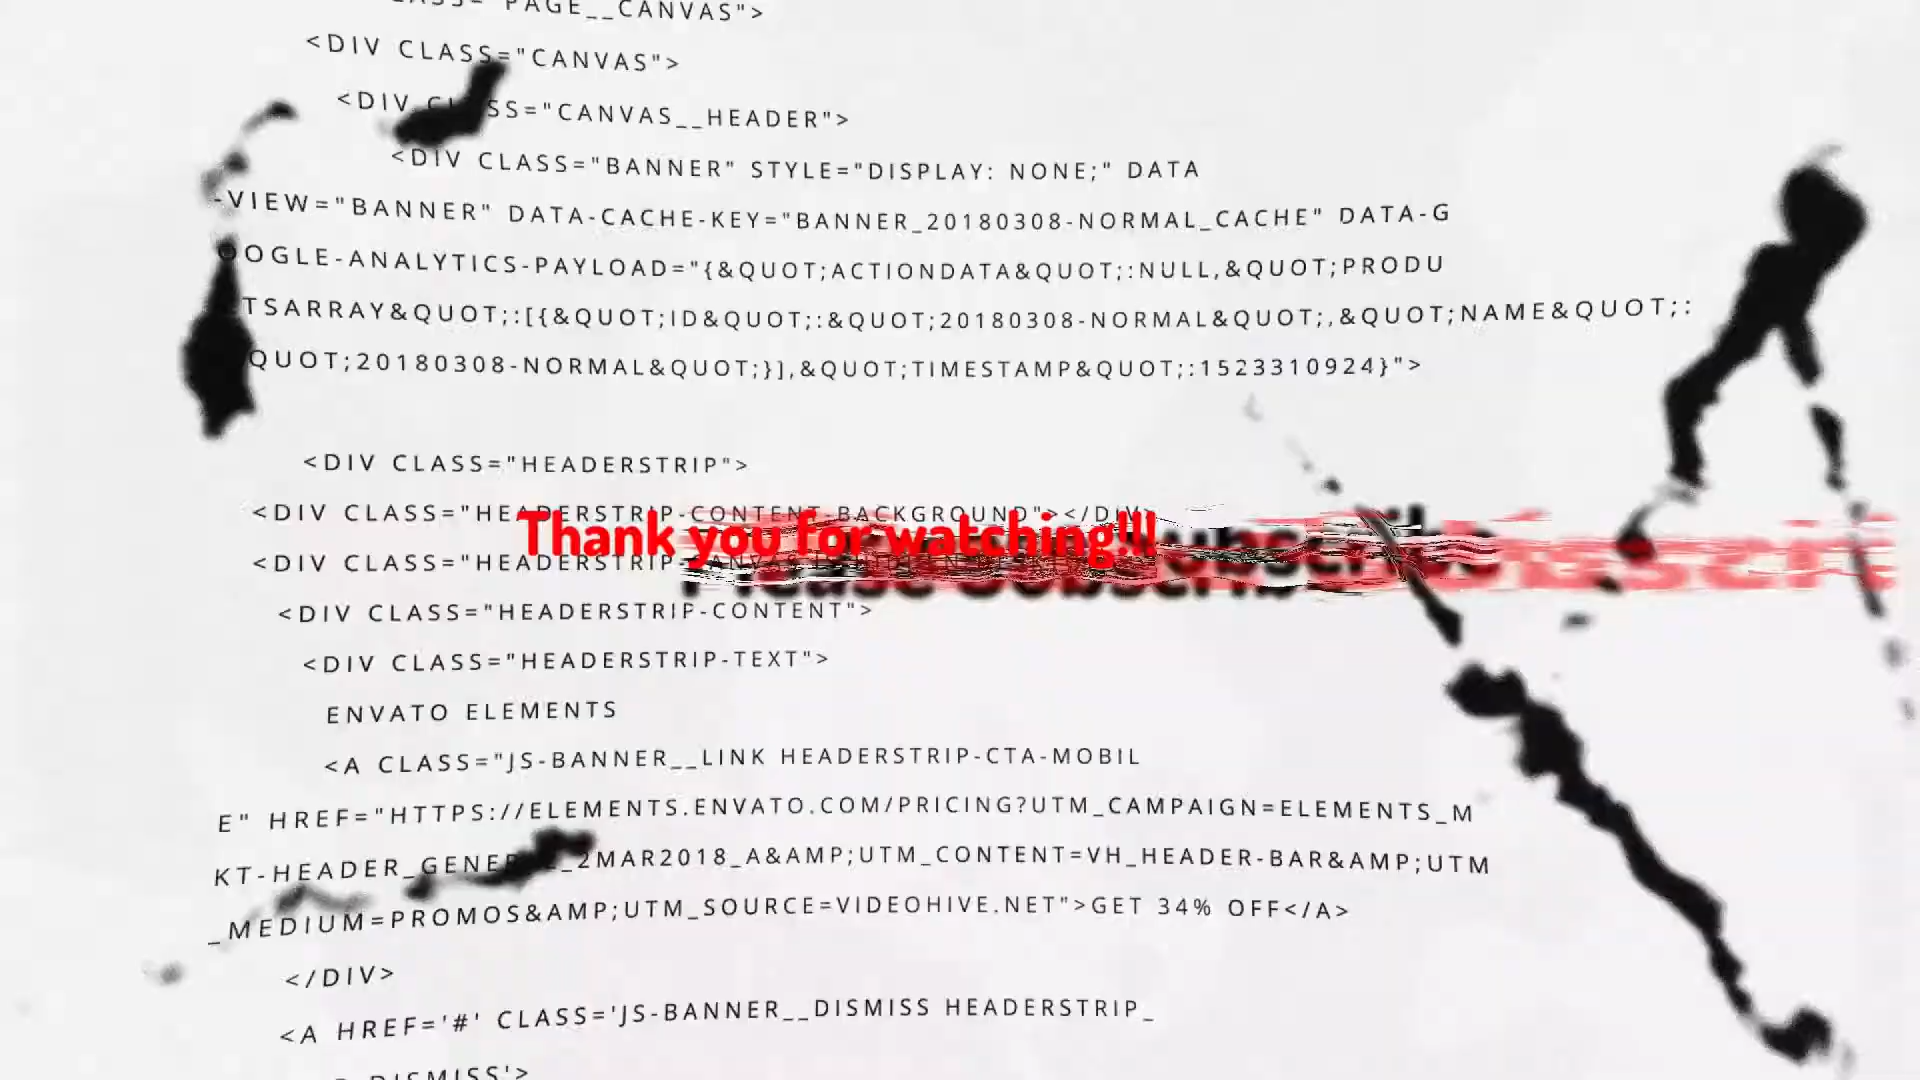 PAGE__CANVAS">
<DIV CLASS="CANVAS">
<DIV CLASS="CANVAS__HEADER">
<DIV CLASS="BANNER" STYLE="DISPLAY: NONE;" DATA
-VIEW="BANNER" DATA-CACHE-KEY="BANNER_20180308-NORMAL_CACHE" DATA-G
OOGLE-ANALYTICS-PAYLOAD="{&QUOT;ACTIONDATA&QUOT;:NULL,&QUOT;PRODU
TSARRAY&QUOT;:[{&QUOT;ID&QUOT;:&QUOT;20180308-NORMAL&QUOT;,&QUOT;NAME&QUOT;:
QUOT;20180308-NORMAL&QUOT;}],&QUOT;TIMESTAMP&QUOT;:1523310924}">
<DIV CLASS="HEADERSTRIP">
<DIV CLASS="HEADERSTRIP-CONTENT-BACKGROUND"></DIV>
Thank you for watching!!!
Please Subscribe
<DIV CLASS="HEADERSTRIP-
<DIV CLASS="HEADERSTRIP-CONTENT">
<DIV CLASS="HEADERSTRIP-TEXT">
ENVATO ELEMENTS
<A CLASS="JS-BANNER__LINK HEADERSTRIP-CTA-MOBIL
E" HREF="HTTPS://ELEMENTS.ENVATO.COM/PRICING?UTM_CAMPAIGN=ELEMENTS_M
KT-HEADER_GENERAL_2MAR2018_A&AMP;UTM_CONTENT=VH_HEADER-BAR&AMP;UTM
_MEDIUM=PROMOS&AMP;UTM_SOURCE=VIDEOHIVE.NET">GET 34% OFF</A>
</DIV>
<A HREF='#' CLASS='JS-BANNER__DISMISS HEADERSTRIP_
DISMISS'>